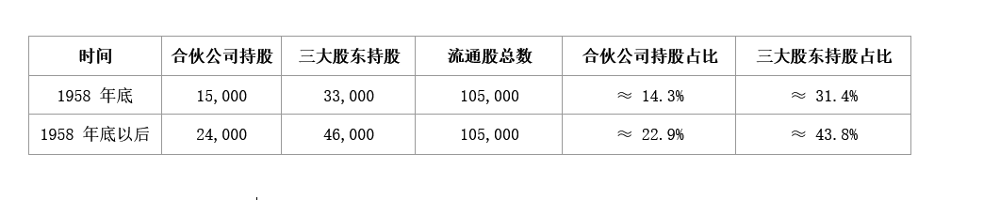 时间 合伙公司持股 三大股东持股 流通股总数 合伙公司持股占比 三大股东持股占比
1958 年底 15,000 33,000 105,000 ≈ 14.3% ≈ 31.4%
1958 年底以后 24,000 46,000 105,000 ≈ 22.9% ≈ 43.8%